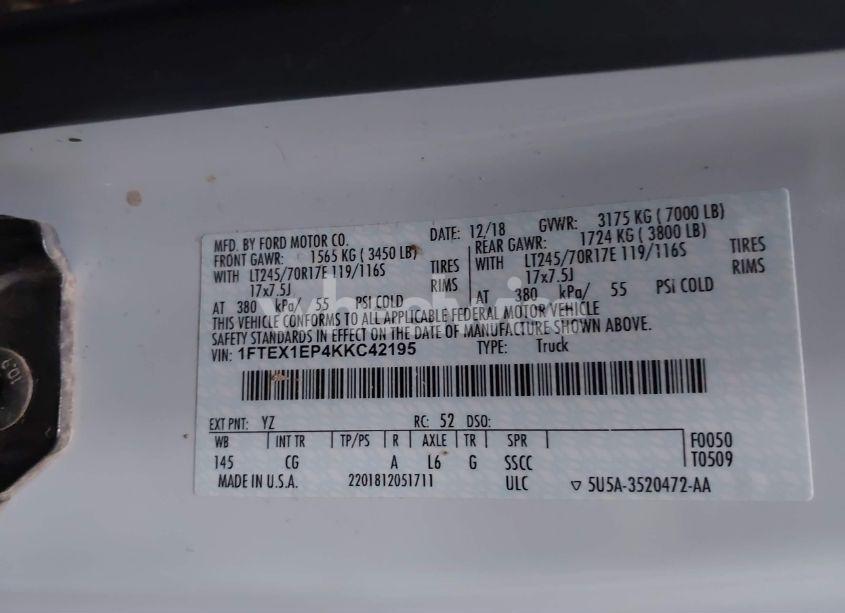 MFD. BY FORD MOTOR CO. DATE: 12/18 GVWR: 3175 KG ( 7000 LB)
FRONT GAWR: 1565 KG ( 3450 LB) REAR GAWR: 1724 KG ( 3800 LB)
WITH LT245/70R17E 119/116S TIRES WITH LT245/70R17E 119/116S TIRES
17x7.5J RIMS 17x7.5J RIMS
AT 380 kPa/ 55 PSI COLD AT 380 kPa/ 55 PSI COLD
THIS VEHICLE CONFORMS TO ALL APPLICABLE FEDERAL MOTOR VEHICLE
SAFETY STANDARDS IN EFFECT ON THE DATE OF MANUFACTURE SHOWN ABOVE.
VIN: 1FTEX1EP4KKC42195 TYPE: Truck
EXT PNT: YZ RC: 52 DSO:
WB INT TR TP/PS R AXLE TR SPR F0050
145 CG A L6 G SSCC T0509
MADE IN U.S.A. 2201812051711 ULC ▽ 5U5A-3520472-AA